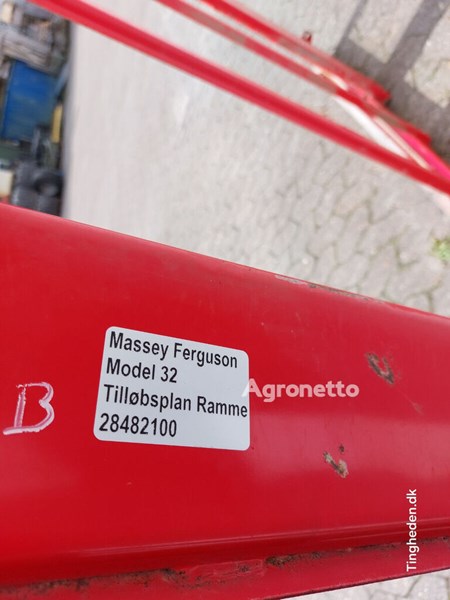 Massey Ferguson
Model 32
Tilløbsplan Ramme
28482100
B
Agronetto
Tingheden.dk